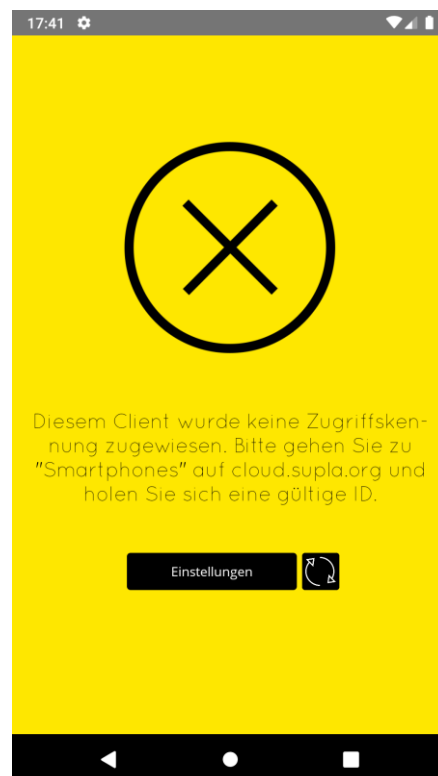 17:41
Diesem Client wurde keine Zugriffsken-
nung zugewiesen. Bitte gehen Sie zu
"Smartphones" auf cloud.supla.org und
holen Sie sich eine gültige ID.
Einstellungen